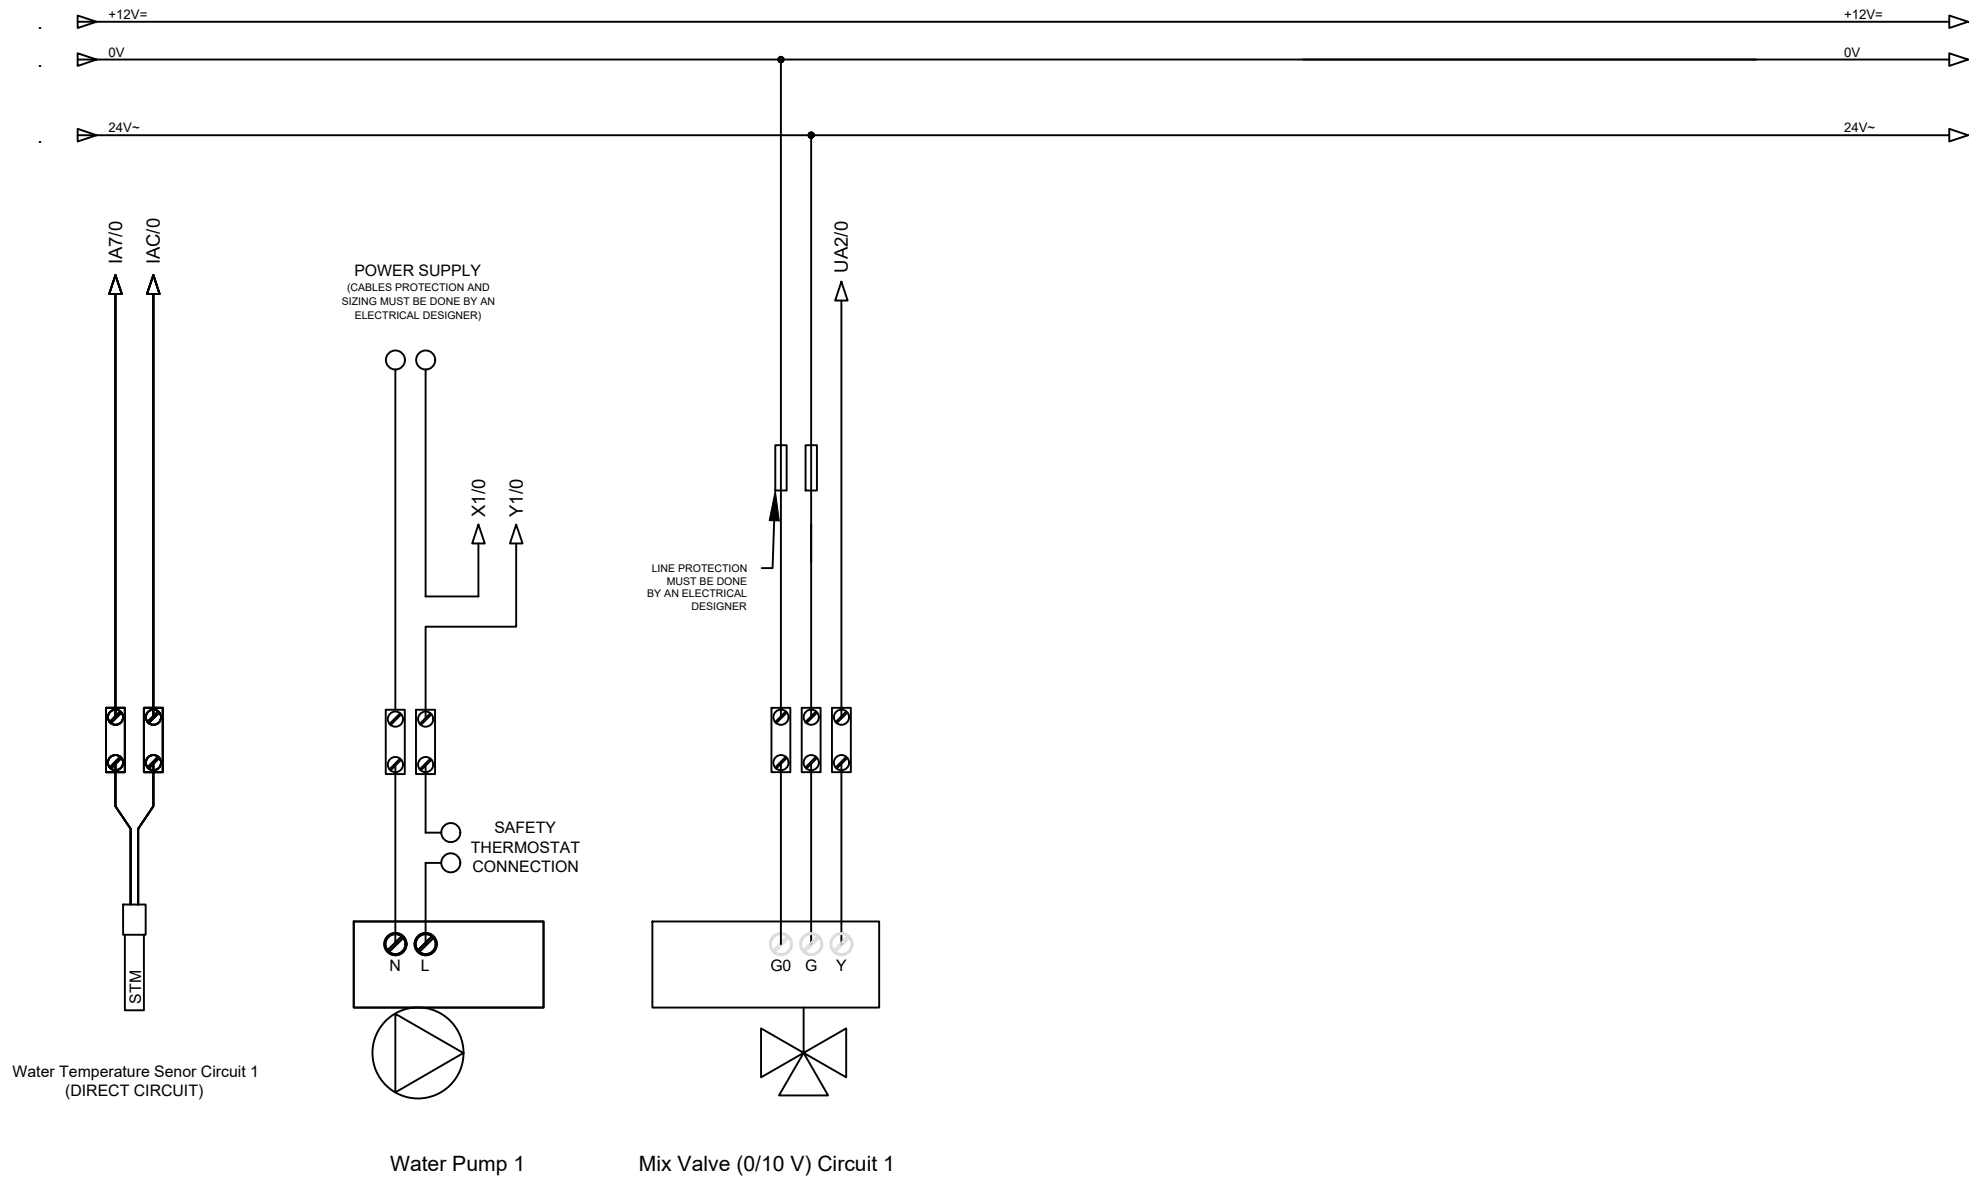 +12V=
+12V=
0V
0V
24V~
24V~
IA7/0
IAC/0
UA2/0
POWER SUPPLY
(CABLES PROTECTION AND
SIZING MUST BE DONE BY AN
ELECTRICAL DESIGNER)
X1/0
Y1/0
LINE PROTECTION
MUST BE DONE
BY AN ELECTRICAL
DESIGNER
SAFETY
THERMOSTAT
CONNECTION
N L
G0 G Y
STM
Water Temperature Senor Circuit 1
(DIRECT CIRCUIT)
Water Pump 1
Mix Valve (0/10 V) Circuit 1